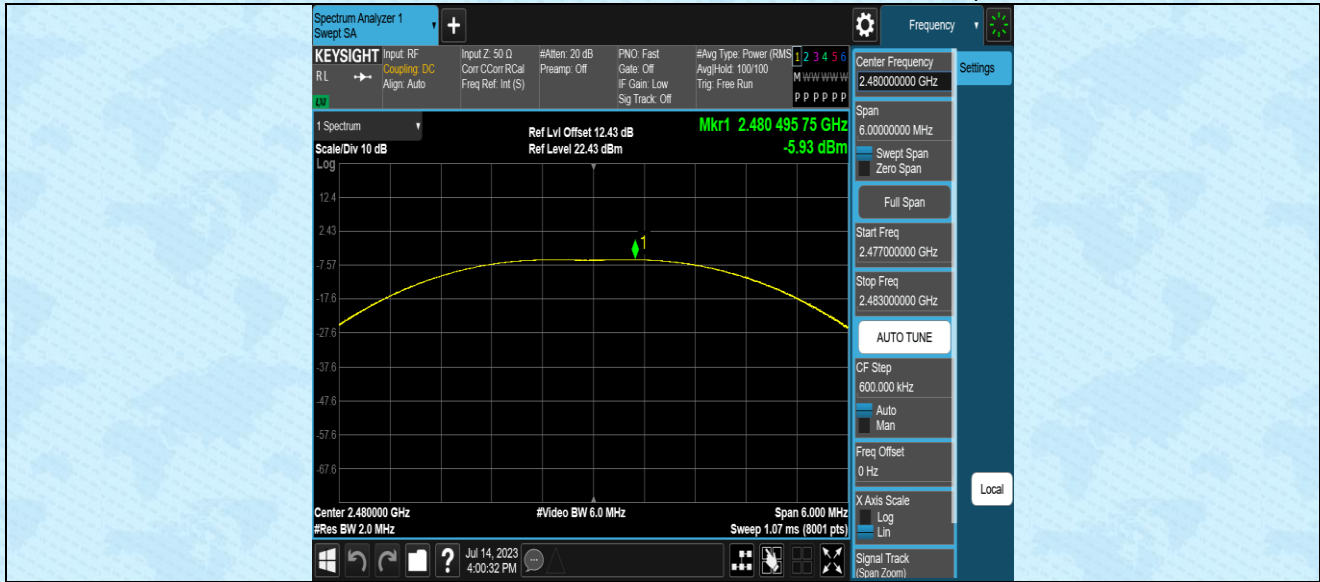 Spectrum Analyzer 1
Swept SA
+
Frequency
KEYSIGHT
RL
LXI
Input: RF
Coupling: DC
Align: Auto
Input Z: 50 Ω
Corr CCorr RCal
Freq Ref: Int (S)
#Atten: 20 dB
Preamp: Off
PNO: Fast
Gate: Off
IF Gain: Low
Sig Track: Off
#Avg Type: Power (RMS
Avg|Hold: 100/100
Trig: Free Run
1 2 3 4 5 6
M W W W W W
P P P P P P
1 Spectrum
Scale/Div 10 dB
Log
Ref Lvl Offset 12.43 dB
Ref Level 22.43 dBm
Mkr1 2.480 495 75 GHz
-5.93 dBm
12.4
2.43
-7.57
-17.6
-27.6
-37.6
-47.6
-57.6
-67.6
1
Center 2.480000 GHz
#Res BW 2.0 MHz
#Video BW 6.0 MHz
Span 6.000 MHz
Sweep 1.07 ms (8001 pts)
Center Frequency
2.480000000 GHz
Span
6.00000000 MHz
Swept Span
Zero Span
Full Span
Start Freq
2.477000000 GHz
Stop Freq
2.483000000 GHz
AUTO TUNE
CF Step
600.000 kHz
Auto
Man
Freq Offset
0 Hz
X Axis Scale
Log
Lin
Signal Track
(Span Zoom)
Settings
Local
?
Jul 14, 2023
4:00:32 PM